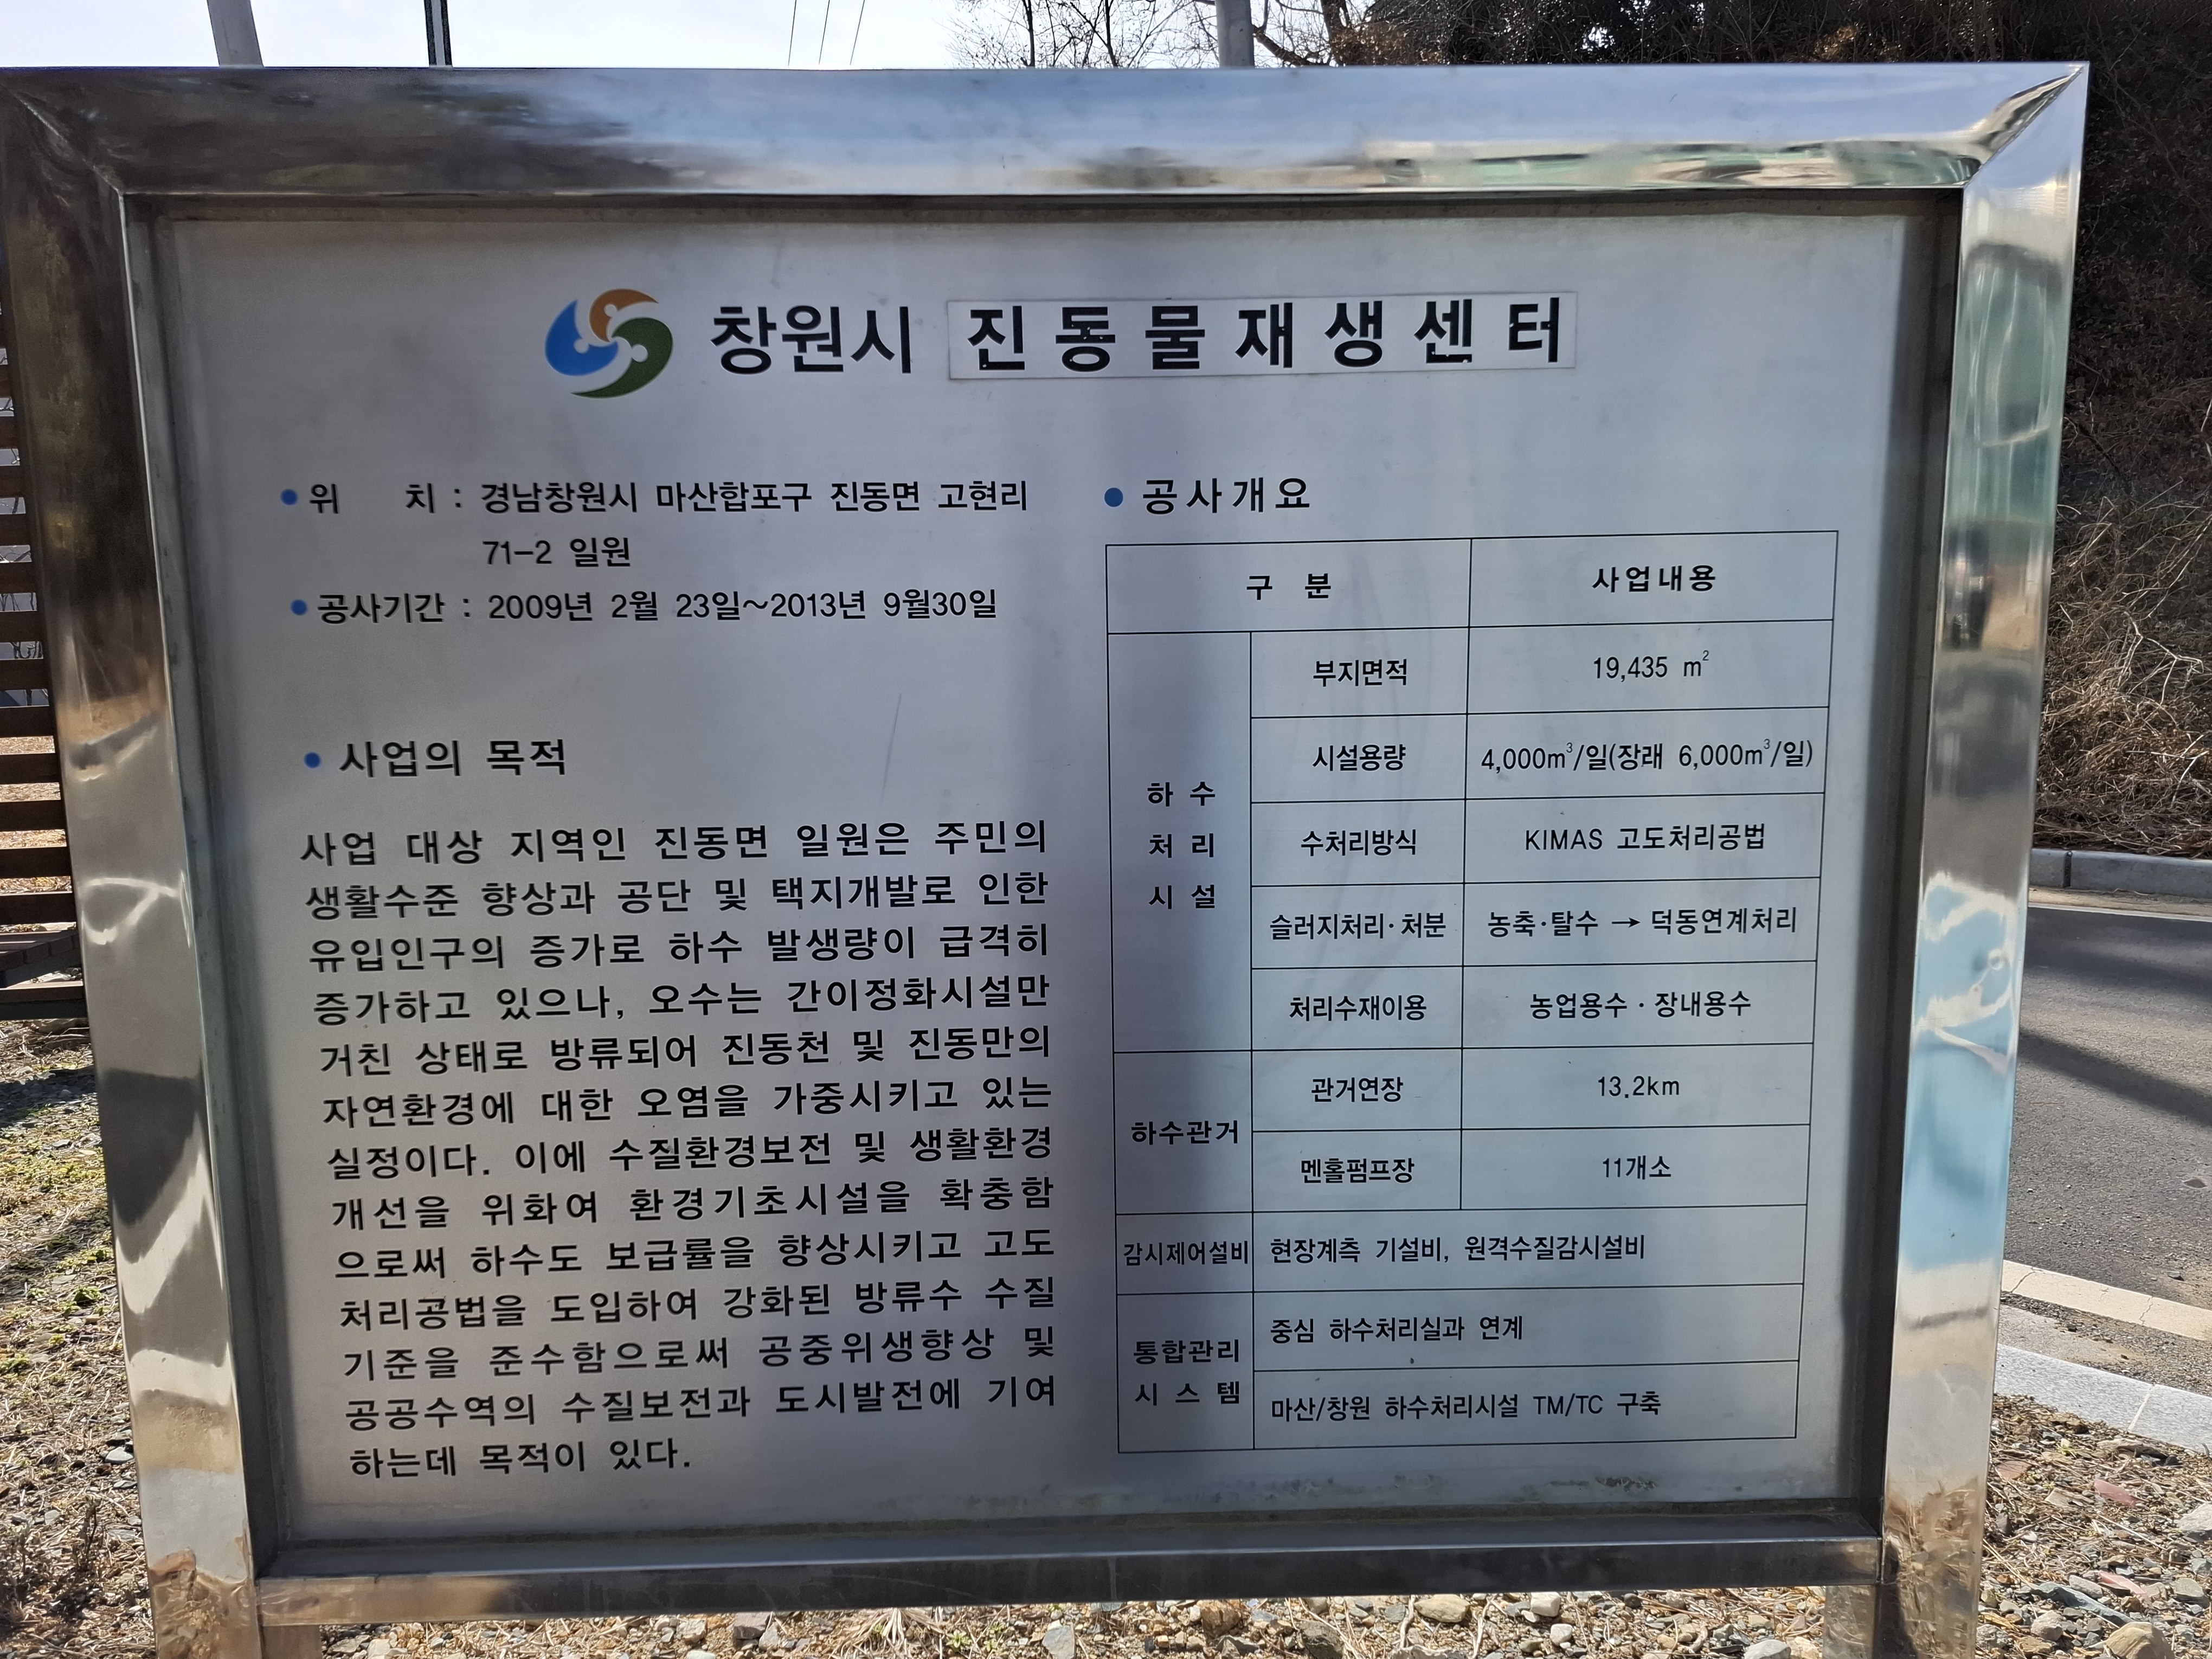 창원시 진동물재생센터
• 위 치 : 경남창원시 마산합포구 진동면 고현리
71-2 일원
• 공사기간 : 2009년 2월 23일~2013년 9월30일
• 사업의 목적
사업 대상 지역인 진동면 일원은 주민의
생활수준 향상과 공단 및 택지개발로 인한
유입인구의 증가로 하수 발생량이 급격히
증가하고 있으나, 오수는 간이정화시설만
거친 상태로 방류되어 진동천 및 진동만의
자연환경에 대한 오염을 가중시키고 있는
실정이다. 이에 수질환경보전 및 생활환경
개선을 위화여 환경기초시설을 확충함
으로써 하수도 보급률을 향상시키고 고도
처리공법을 도입하여 강화된 방류수 수질
기준을 준수함으로써 공중위생향상 및
공공수역의 수질보전과 도시발전에 기여
하는데 목적이 있다.
• 공사개요
구 분 사업내용
하수
처리
시설
부지면적 19,435 m²
시설용량 4,000m³/일(장래 6,000m³/일)
수처리방식 KIMAS 고도처리공법
슬러지처리·처분 농축·탈수 → 덕동연계처리
처리수재이용 농업용수 · 장내용수
하수관거
관거연장 13.2km
멘홀펌프장 11개소
감시제어설비 현장계측 기설비, 원격수질감시설비
통합관리
시스템
중심 하수처리실과 연계
마산/창원 하수처리시설 TM/TC 구축